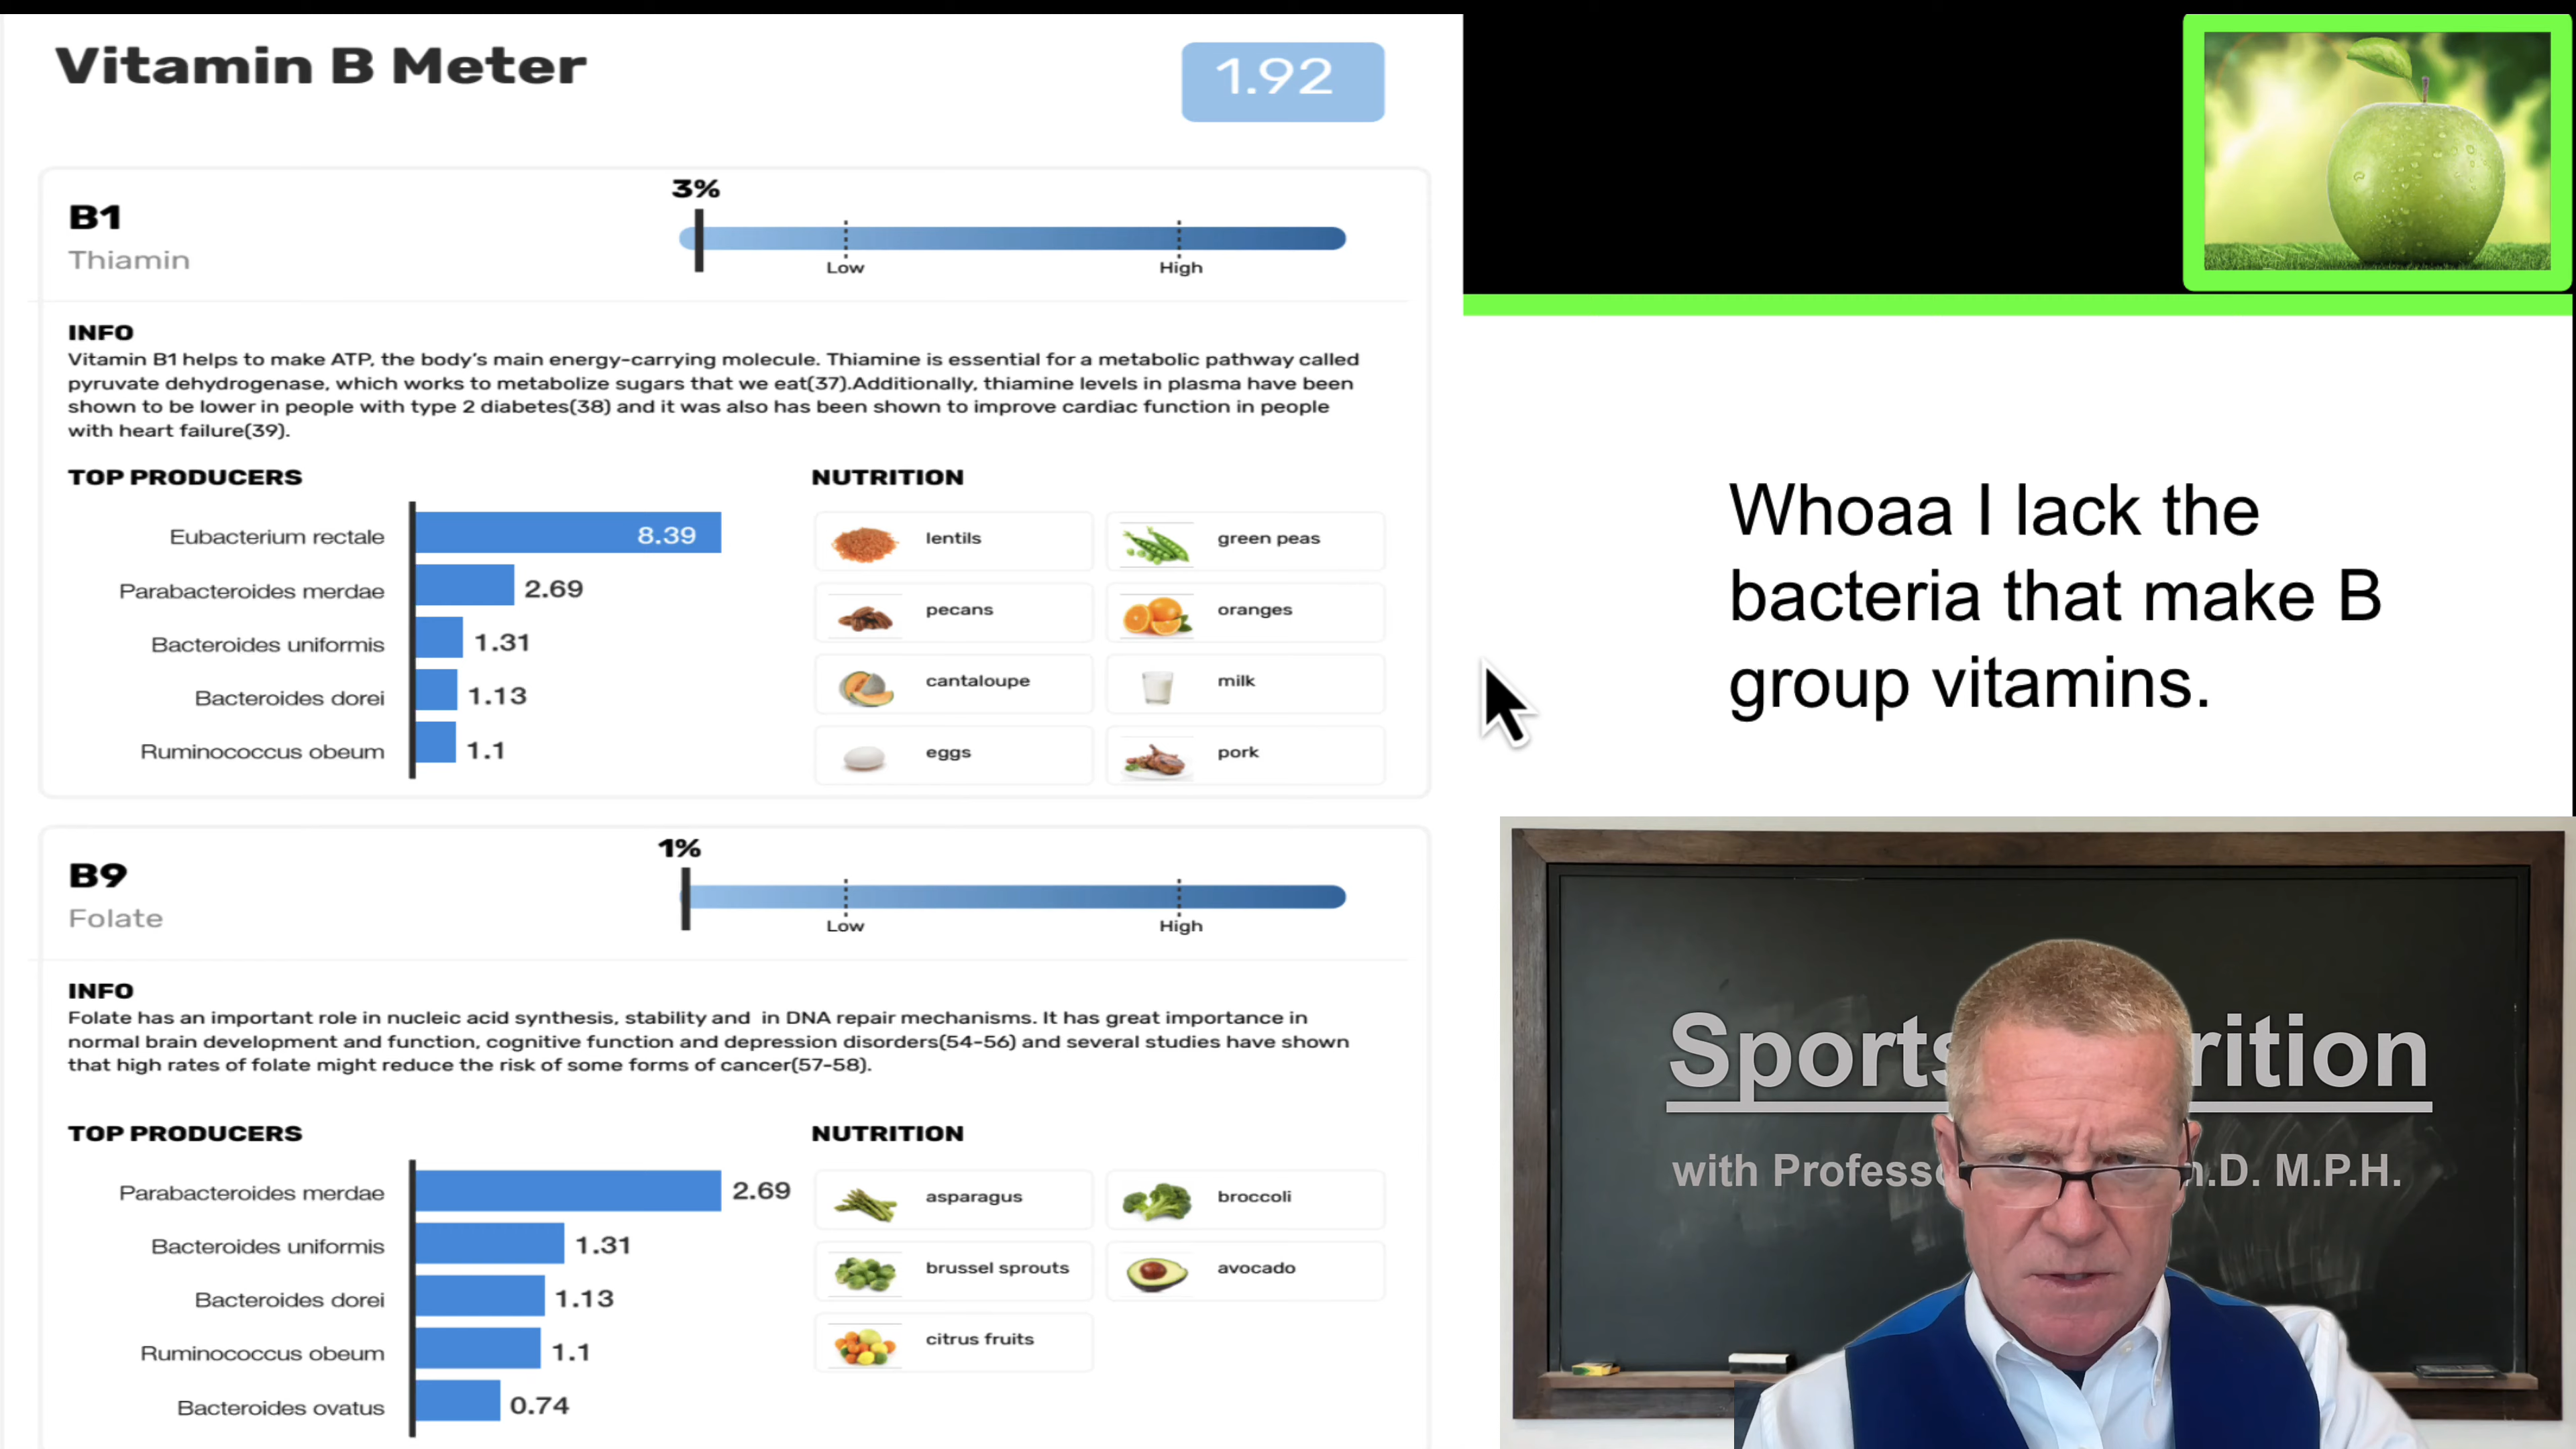 Vitamin B Meter
1.92
B1
Thiamin
3%
Low
High
INFO
Vitamin B1 helps to make ATP, the body's main energy-carrying molecule. Thiamine is essential for a metabolic pathway called
pyruvate dehydrogenase, which works to metabolize sugars that we eat(37).Additionally, thiamine levels in plasma have been
shown to be lower in people with type 2 diabetes(38) and it was also has been shown to improve cardiac function in people
with heart failure(39).
TOP PRODUCERS
Eubacterium rectale 8.39
Parabacteroides merdae 2.69
Bacteroides uniformis 1.31
Bacteroides dorei 1.13
Ruminococcus obeum 1.1
NUTRITION
lentils
green peas
pecans
oranges
cantaloupe
milk
eggs
pork
B9
Folate
1%
Low
High
INFO
Folate has an important role in nucleic acid synthesis, stability and in DNA repair mechanisms. It has great importance in
normal brain development and function, cognitive function and depression disorders(54-56) and several studies have shown
that high rates of folate might reduce the risk of some forms of cancer(57-58).
TOP PRODUCERS
Parabacteroides merdae 2.69
Bacteroides uniformis 1.31
Bacteroides dorei 1.13
Ruminococcus obeum 1.1
Bacteroides ovatus 0.74
NUTRITION
asparagus
broccoli
brussel sprouts
avocado
citrus fruits
Whoaa I lack the
bacteria that make B
group vitamins.
Sports
with .D. M.P.H.